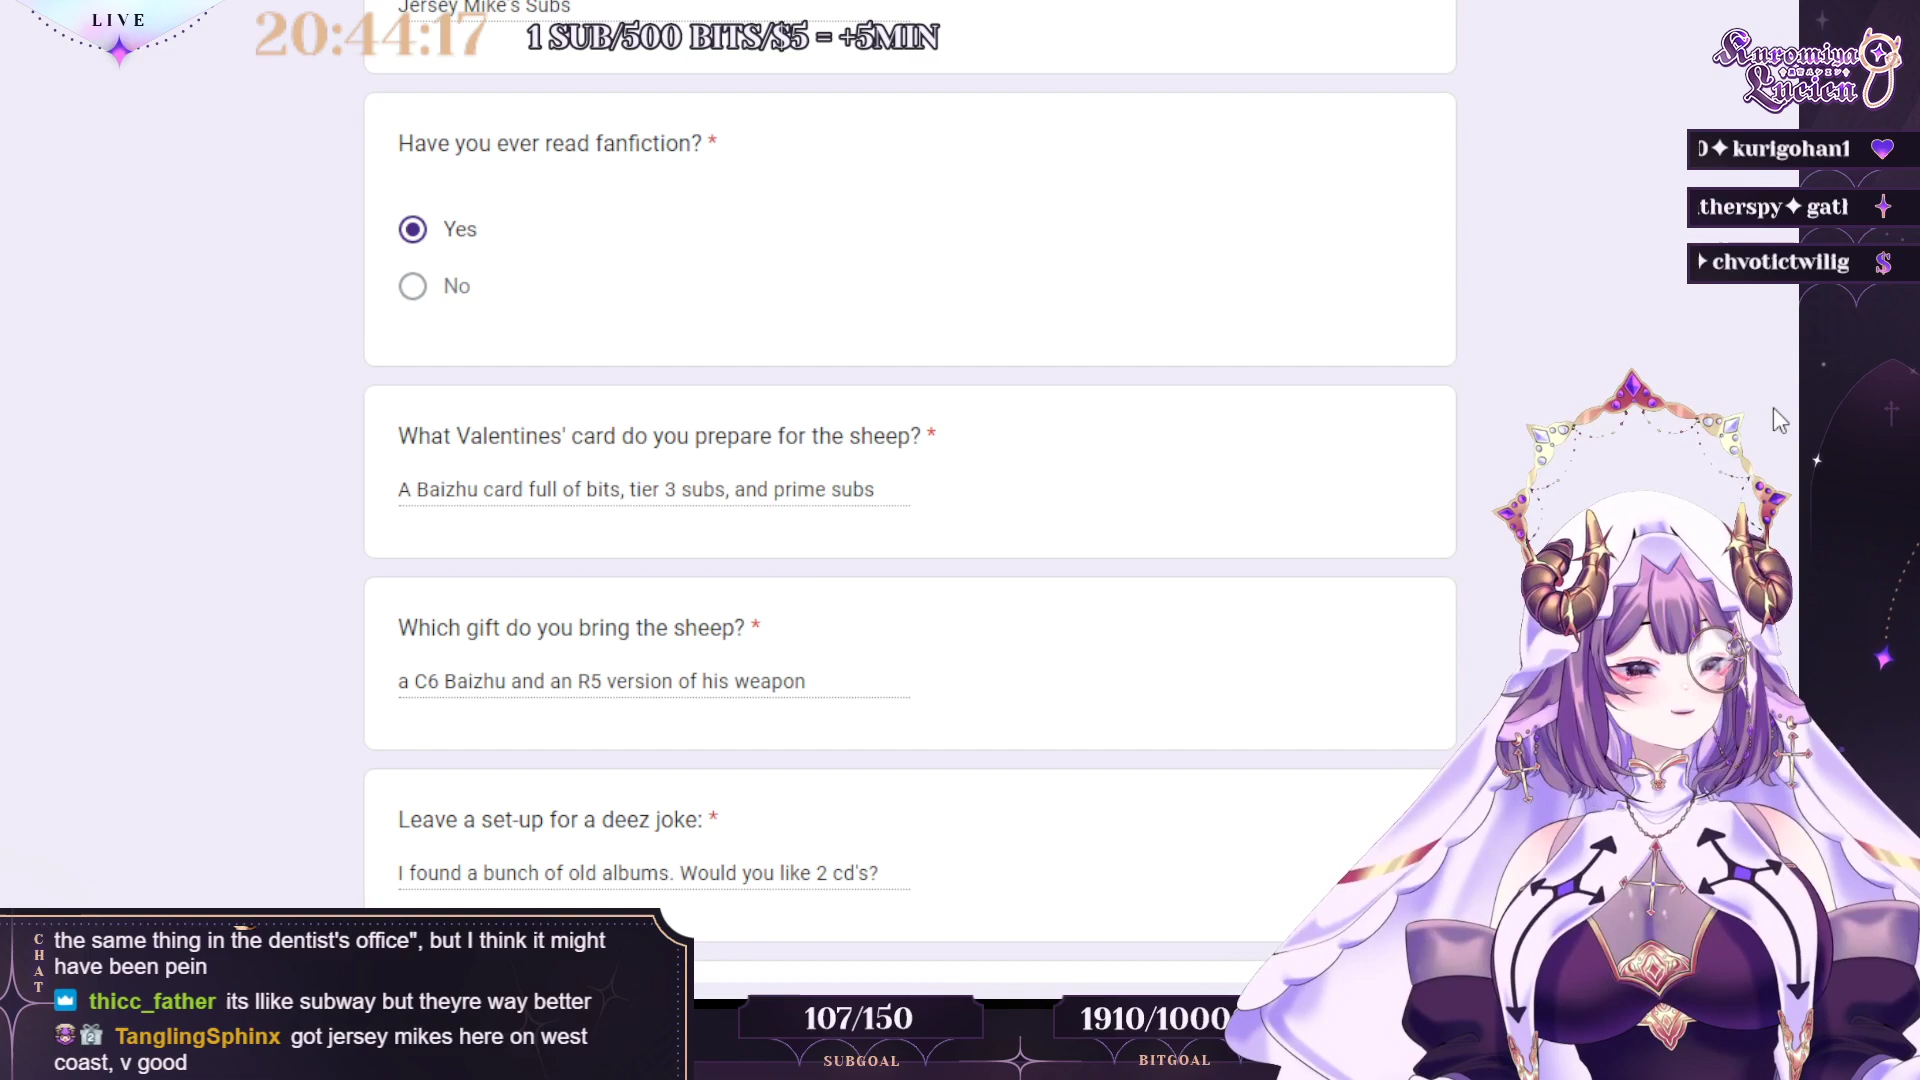 LIVE
20:44:17
1 SUB/500 BITS/$5 = +5MIN
Jersey Mike's Subs
Kuromiya
Lucien
kurigohan1
therspy✦ gatl
chvotictwilig
Have you ever read fanfiction? *
Yes
No
What Valentines' card do you prepare for the sheep? *
A Baizhu card full of bits, tier 3 subs, and prime subs
Which gift do you bring the sheep? *
a C6 Baizhu and an R5 version of his weapon
Leave a set-up for a deez joke: *
I found a bunch of old albums. Would you like 2 cd's?
CHAT
the same thing in the dentist's office", but I think it might
have been pein
thicc_father its llike subway but theyre way better
TanglingSphinx got jersey mikes here on west
coast, v good
107/150
SUBGOAL
1910/1000
BITGOAL